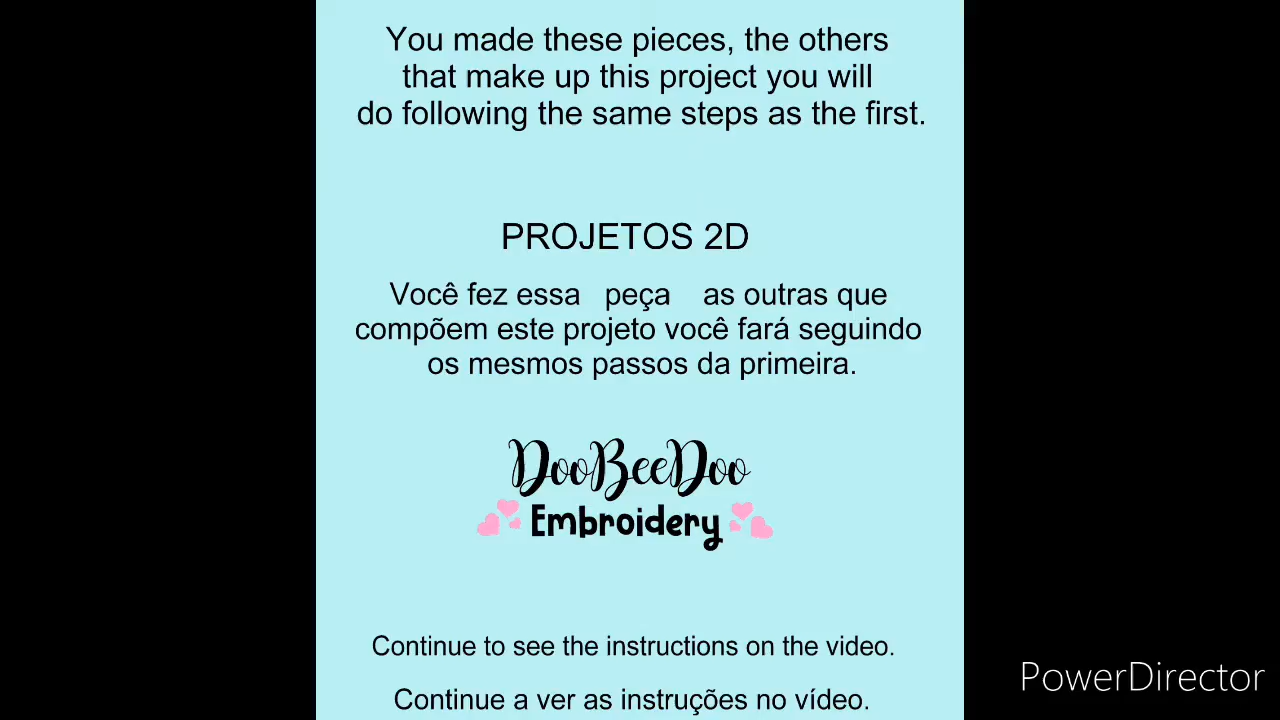 You made these pieces, the others
that make up this project you will
do following the same steps as the first.
PROJETOS 2D
Você fez essa peça as outras que
compõem este projeto você fará seguindo
os mesmos passos da primeira.
DooBeeDoo
Embroidery
Continue to see the instructions on the video.
Continue a ver as instruções no vídeo.
PowerDirector